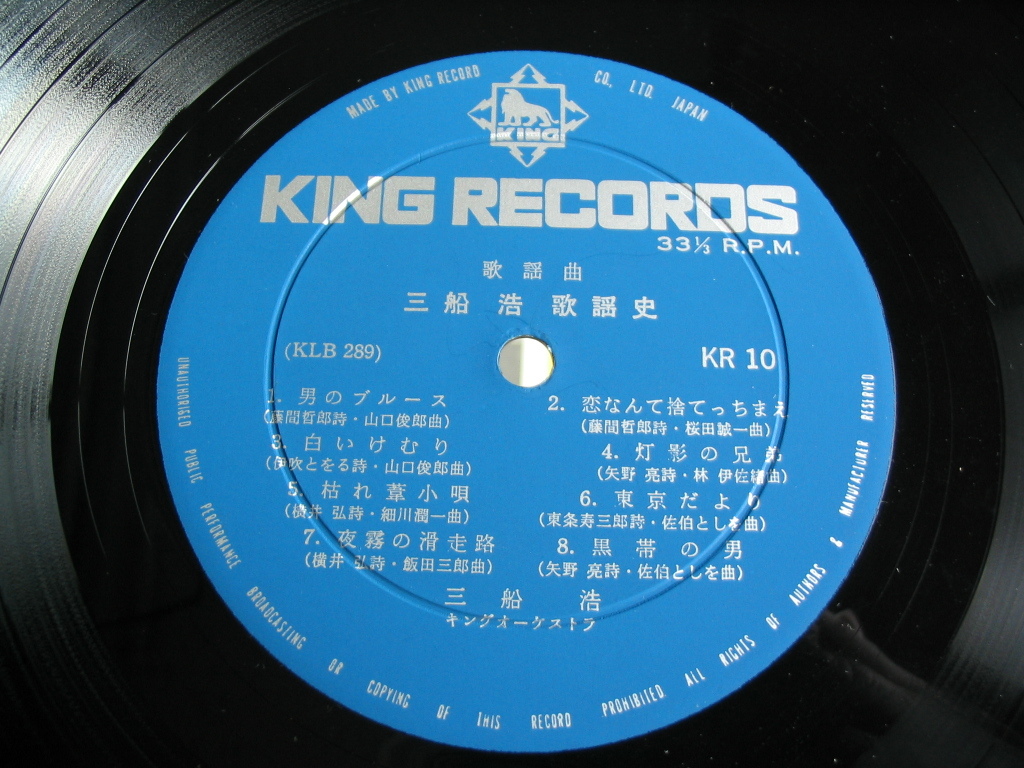 MADE BY KING RECORD CO., LTD. JAPAN
KING
KING RECORDS
33⅓ R.P.M.
歌謡曲
三船 浩 歌謡史
(KLB 289)
KR 10
1. 男のブルース
(藤間哲郎詩・山口俊郎曲)
2. 恋なんて捨てっちまえ
(藤間哲郎詩・桜田誠一曲)
3. 白いけむり
(伊吹とをる詩・山口俊郎曲)
4. 灯影の兄弟
(矢野 亮詩・林 伊佐緒曲)
5. 枯れ葦小唄
(横井 弘詩・細川潤一曲)
6. 東京だより
(東条寿三郎詩・佐伯としを曲)
7. 夜霧の滑走路
(横井 弘詩・飯田三郎曲)
8. 黒帯の男
(矢野 亮詩・佐伯としを曲)
三船 浩
キングオーケストラ
UNAUTHORISED PUBLIC PERFORMANCE BROADCASTING OR COPYING OF THIS RECORD PROHIBITED ALL RIGHTS OF AUTHORS & MANUFACTURER RESERVED